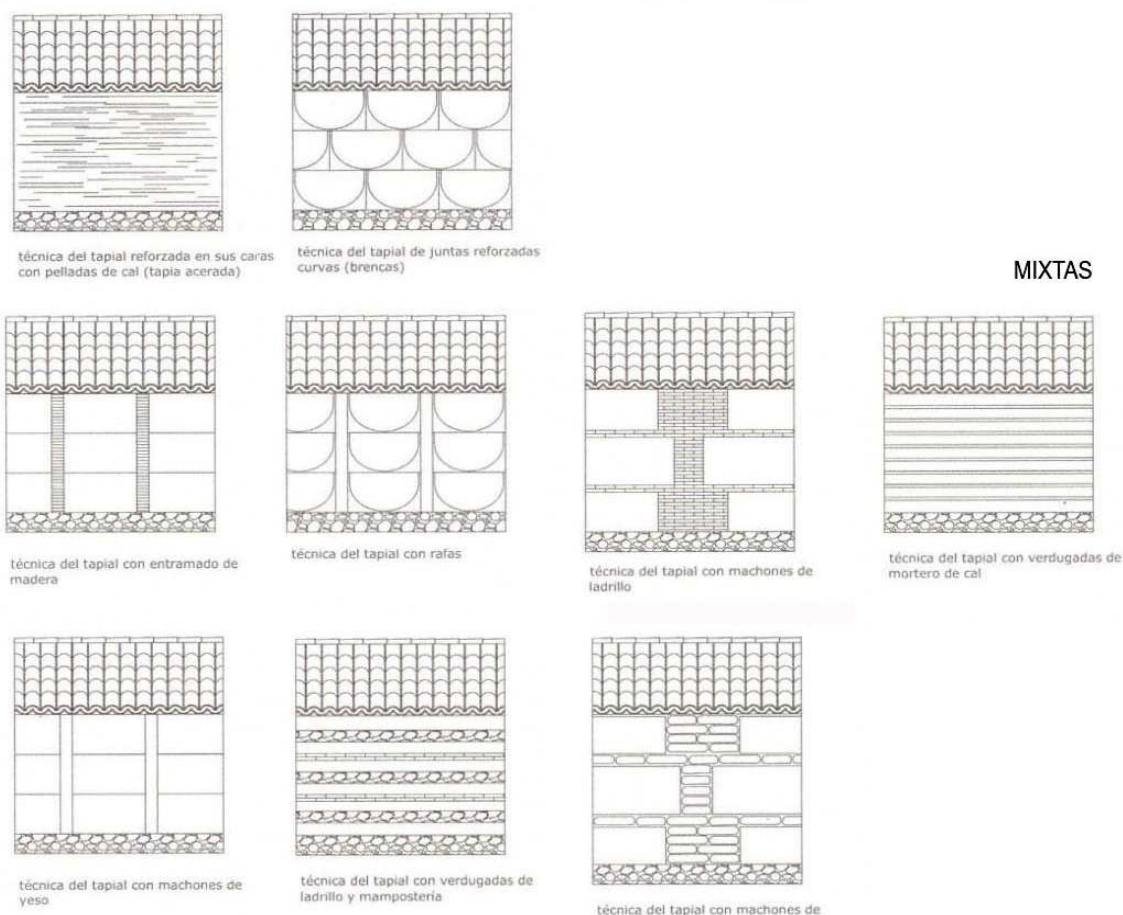 técnica del tapial reforzada en sus caras
con pelladas de cal (tapia acerada)
técnica del tapial de juntas reforzadas
curvas (brencas)
MIXTAS
técnica del tapial con entramado de
madera
técnica del tapial con rafas
técnica del tapial con machones de
ladrillo
técnica del tapial con verdugadas de
mortero de cal
técnica del tapial con machones de
yeso
técnica del tapial con verdugadas de
ladrillo y mampostería
técnica del tapial con machones de